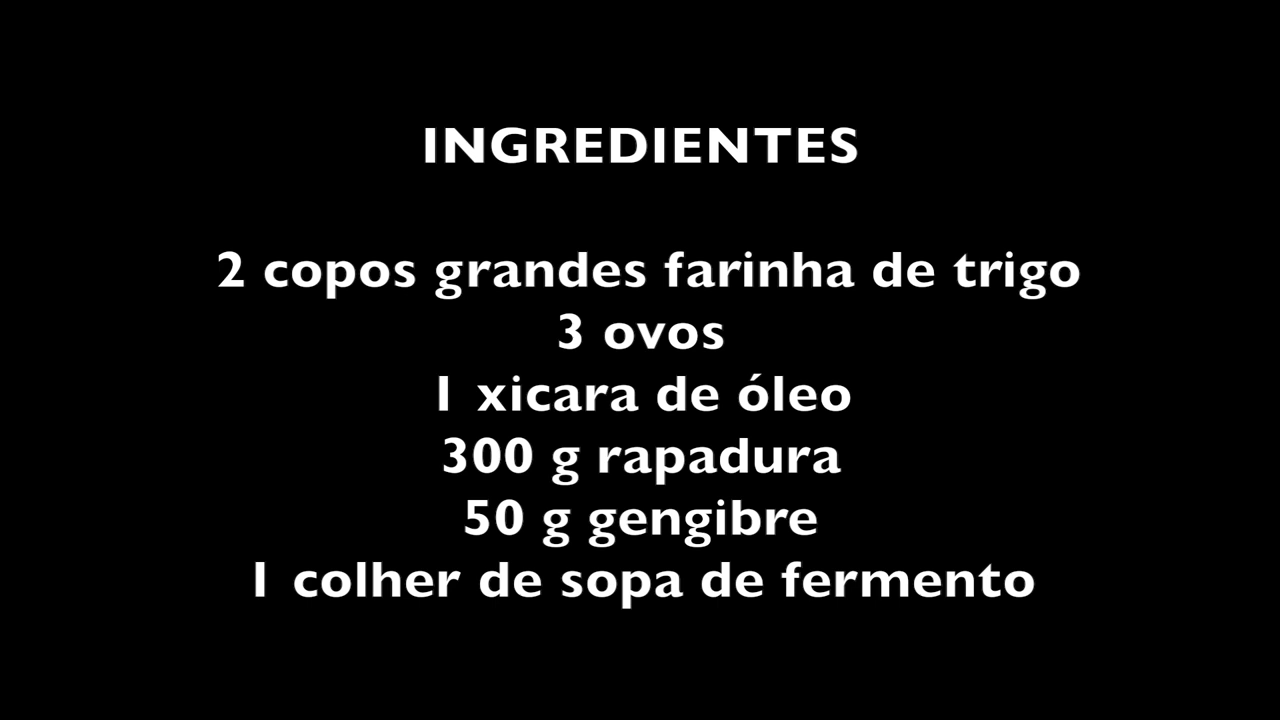 INGREDIENTES
2 copos grandes farinha de trigo
3 ovos
1 xicara de óleo
300 g rapadura
50 g gengibre
1 colher de sopa de fermento